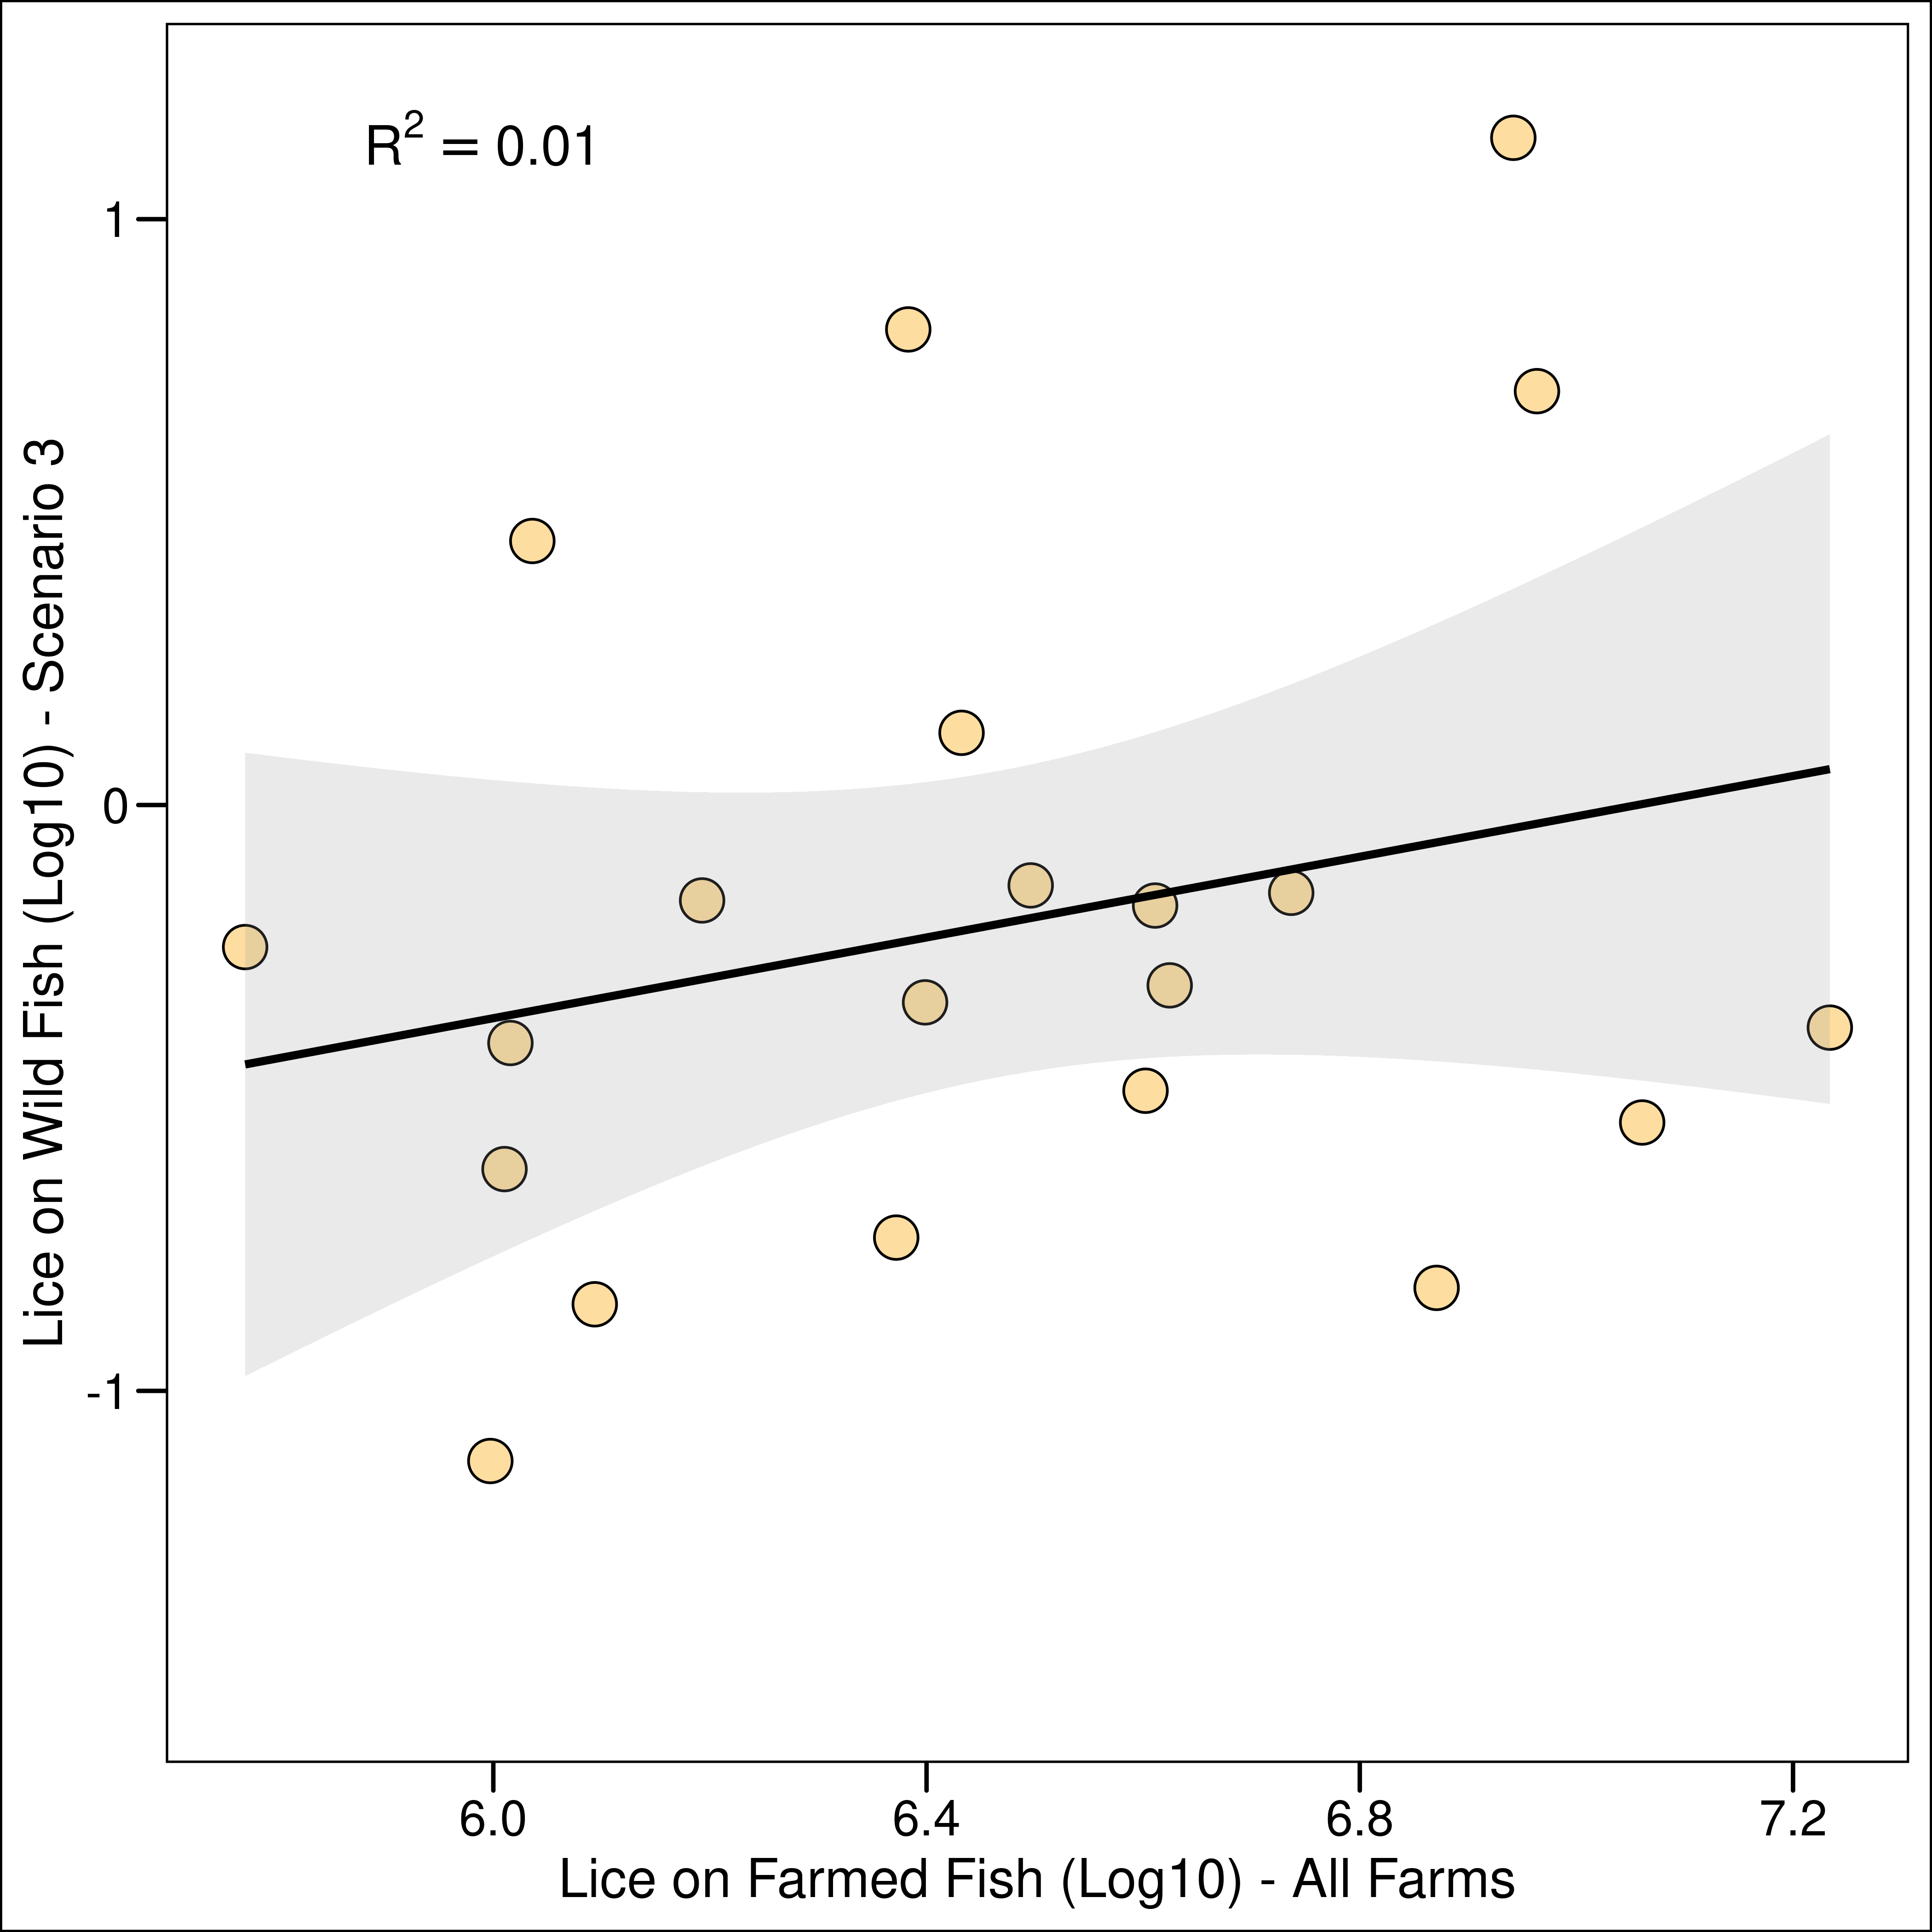 R² = 0.01
1
0
-1
Lice on Wild Fish (Log10) - Scenario 3
6.0 6.4 6.8 7.2
Lice on Farmed Fish (Log10) - All Farms